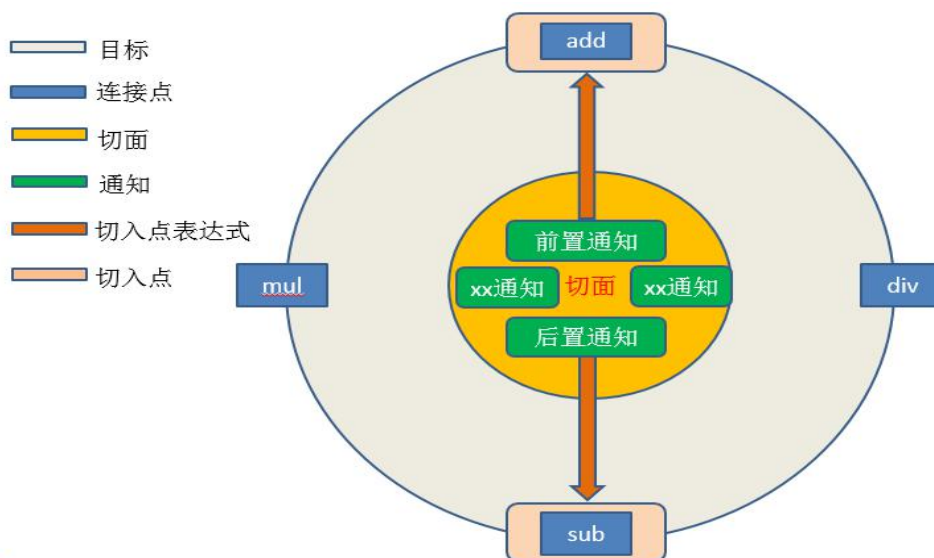 目标
连接点
切面
通知
切入点表达式
切入点
add
前置通知
mul
xx通知
切面
xx通知
div
后置通知
sub